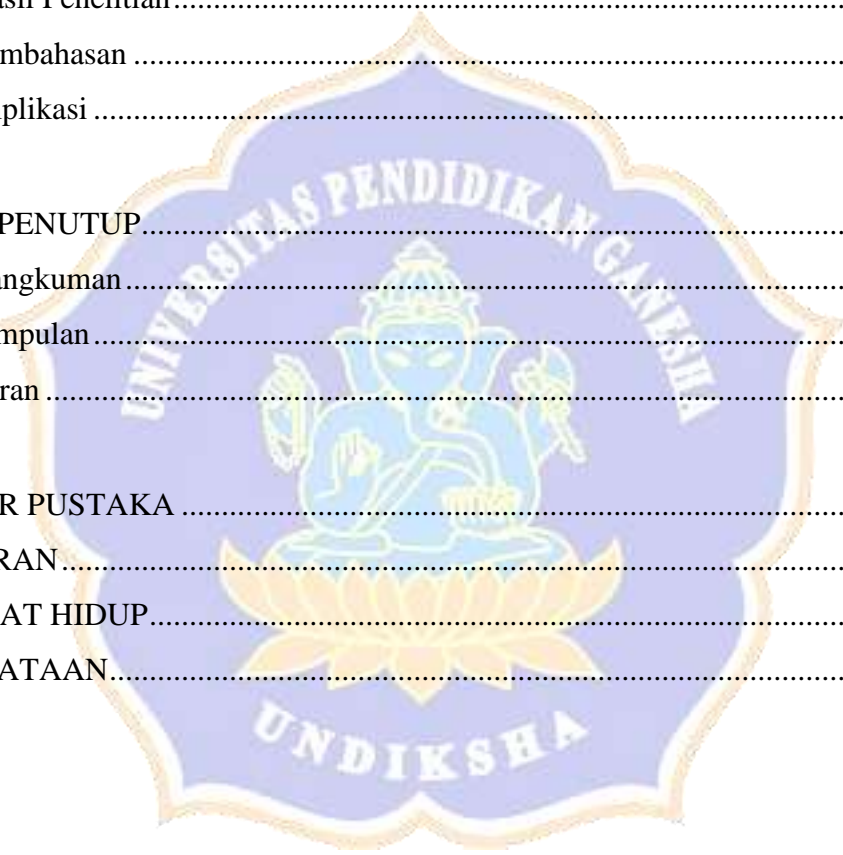 asil Penelitian........................................................................................
mbahasan ........................................................................................
plikasi ........................................................................................
PENUTUP........................................................................................
angkuman........................................................................................
mpulan........................................................................................
ran ........................................................................................
R PUSTAKA ........................................................................................
RAN........................................................................................
AT HIDUP........................................................................................
ATAAN........................................................................................
UNIVERSITAS PENDIDIKAN GANESHA
UNDIKSHA